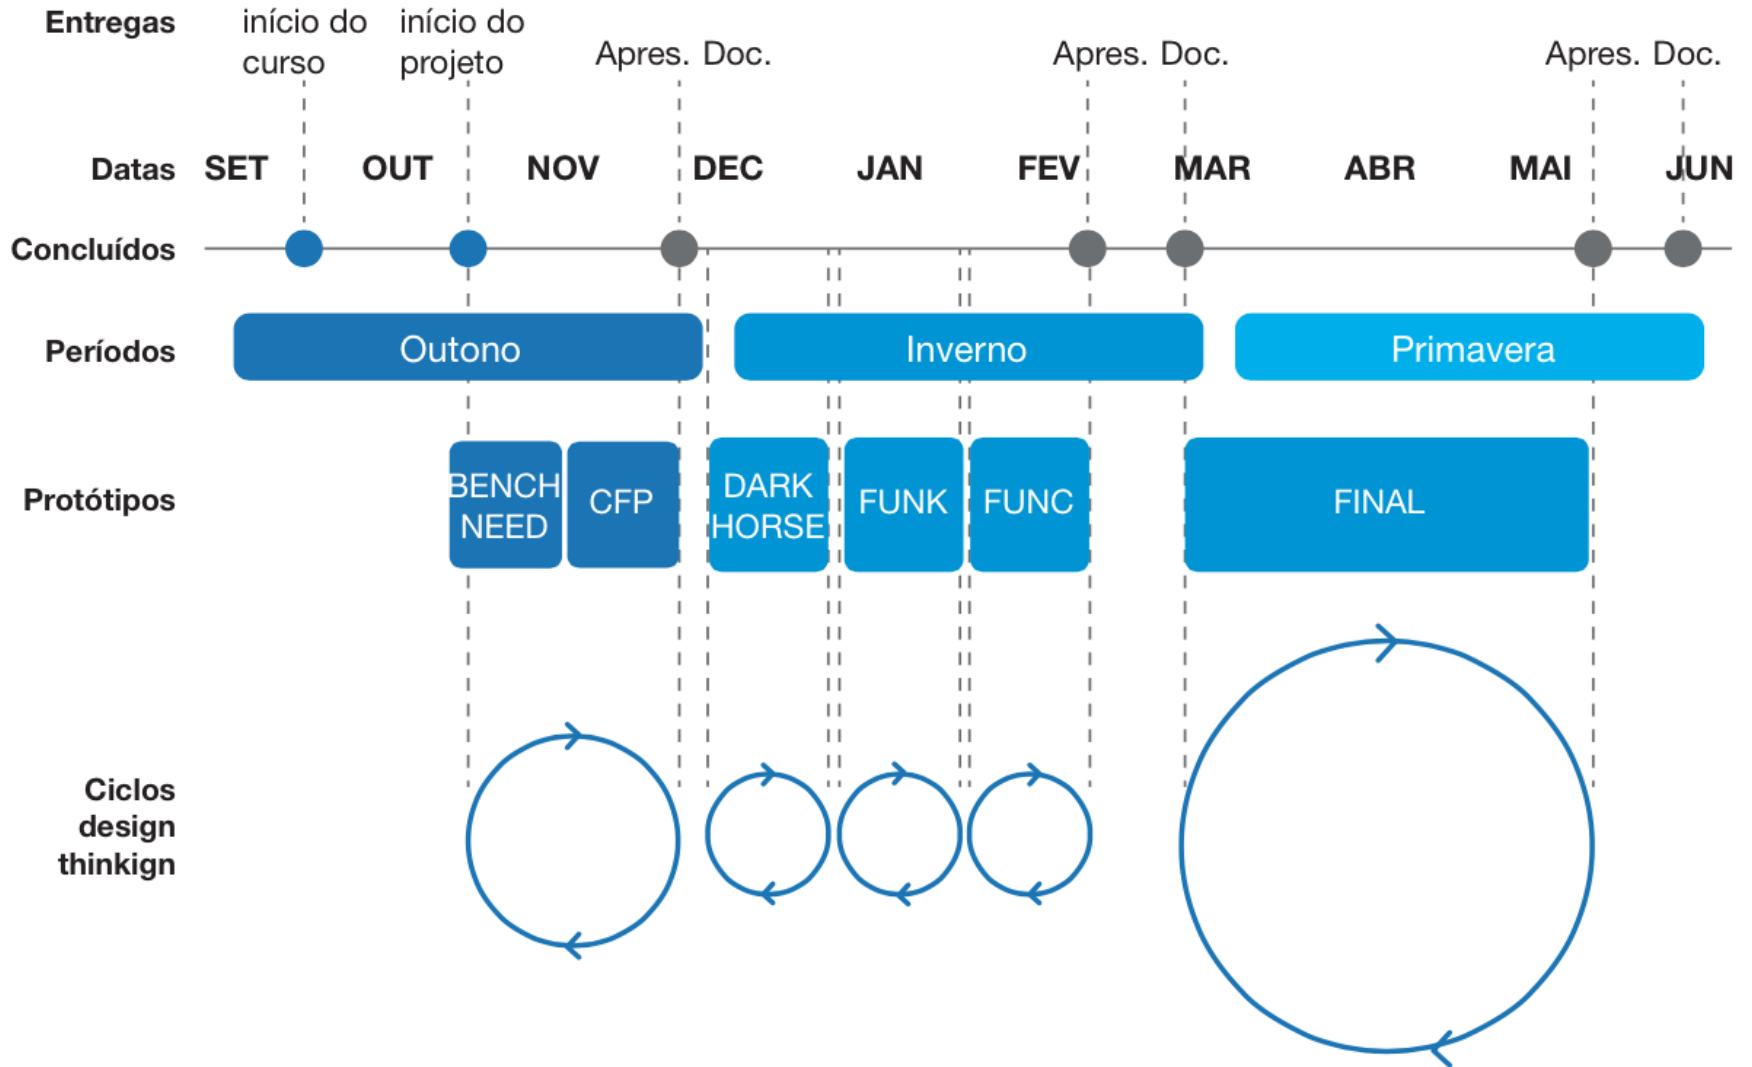 Entregas
início do
curso
início do
projeto
Apres. Doc.
Apres. Doc.
Apres. Doc.
Datas
SET
OUT
NOV
DEC
JAN
FEV
MAR
ABR
MAI
JUN
Concluídos
Períodos
Outono
Inverno
Primavera
Protótipos
BENCH
NEED
CFP
DARK
HORSE
FUNK
FUNC
FINAL
Ciclos
design
thinkign